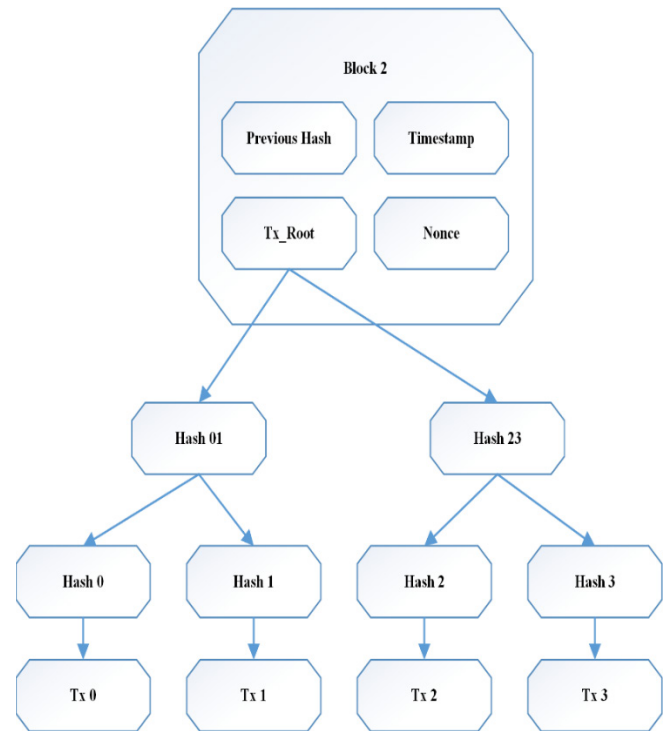 Block 2
Previous Hash
Timestamp
Tx_Root
Nonce
Hash 01
Hash 23
Hash 0
Hash 1
Hash 2
Hash 3
Tx 0
Tx 1
Tx 2
Tx 3